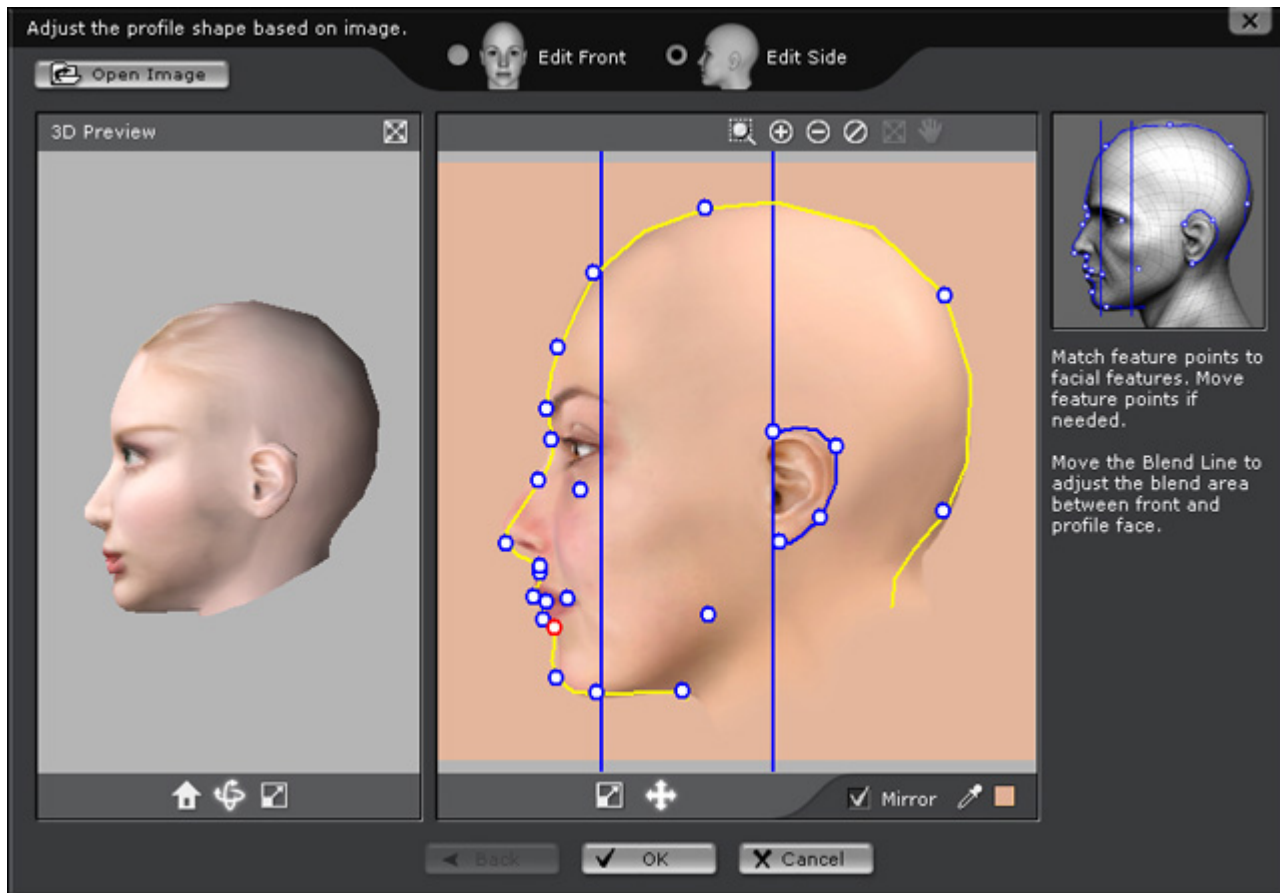 Adjust the profile shape based on image.
Edit Front
Edit Side
Open Image
3D Preview
Match feature points to
facial features. Move
feature points if
needed.
Move the Blend Line to
adjust the blend area
between front and
profile face.
Mirror
Back
OK
Cancel